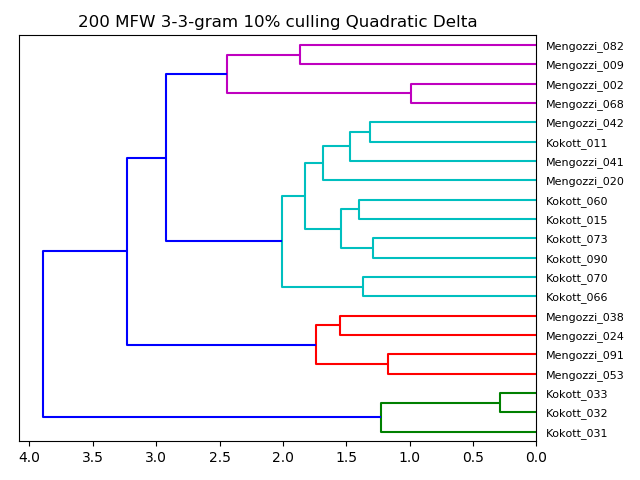 200 MFW 3-3-gram 10% culling Quadratic Delta
Mengozzi_082
Mengozzi_009
Mengozzi_002
Mengozzi_068
Mengozzi_042
Kokott_011
Mengozzi_041
Mengozzi_020
Kokott_060
Kokott_015
Kokott_073
Kokott_090
Kokott_070
Kokott_066
Mengozzi_038
Mengozzi_024
Mengozzi_091
Mengozzi_053
Kokott_033
Kokott_032
Kokott_031
4.0 3.5 3.0 2.5 2.0 1.5 1.0 0.5 0.0